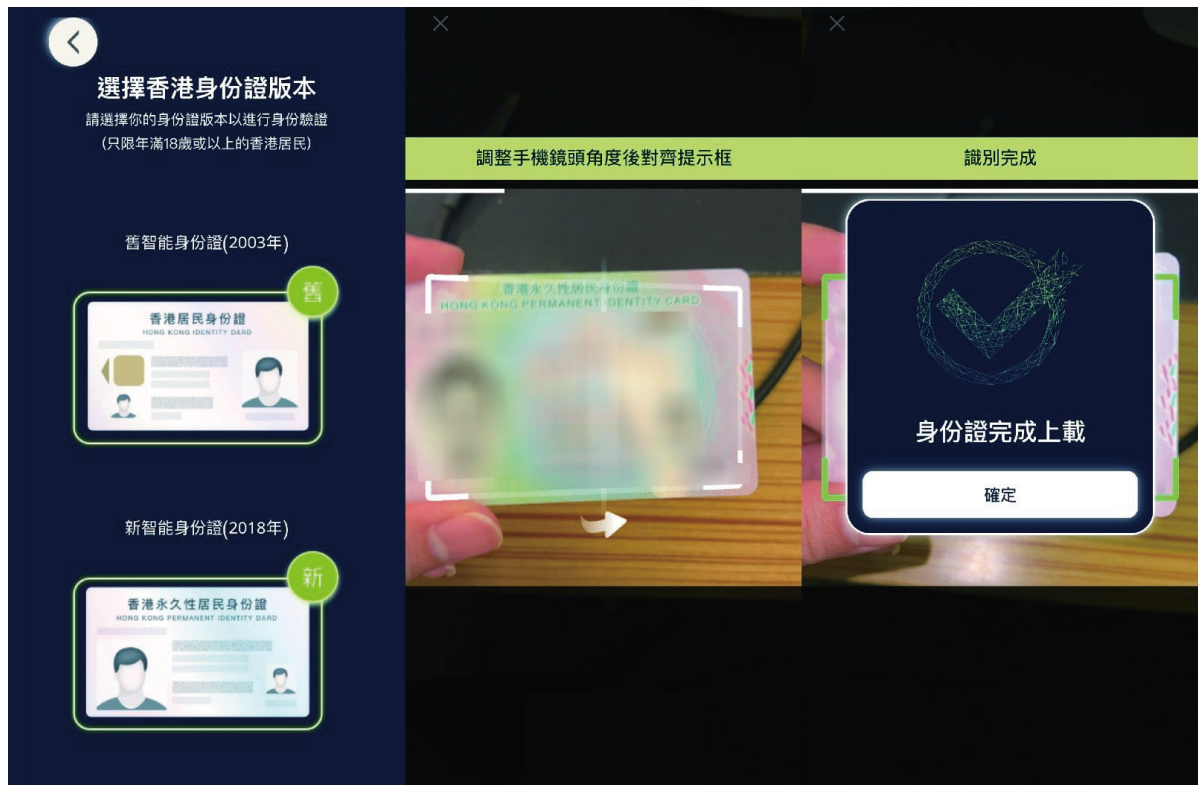 選擇香港身份證版本
請選擇你的身份證版本以進行身份驗證
(只限年滿18歲或以上的香港居民)
舊智能身份證(2003年)
舊
香港居民身份證
HONG KONG IDENTITY DARD
新智能身份證(2018年)
新
香港永久性居民身份證
HONG KONG PERMANENT IDENTITY DARD
調整手機鏡頭角度後對齊提示框
香港永久性居民身份證
HONG KONG PERMANENT IDENTITY CARD
識別完成
身份證完成上載
確定